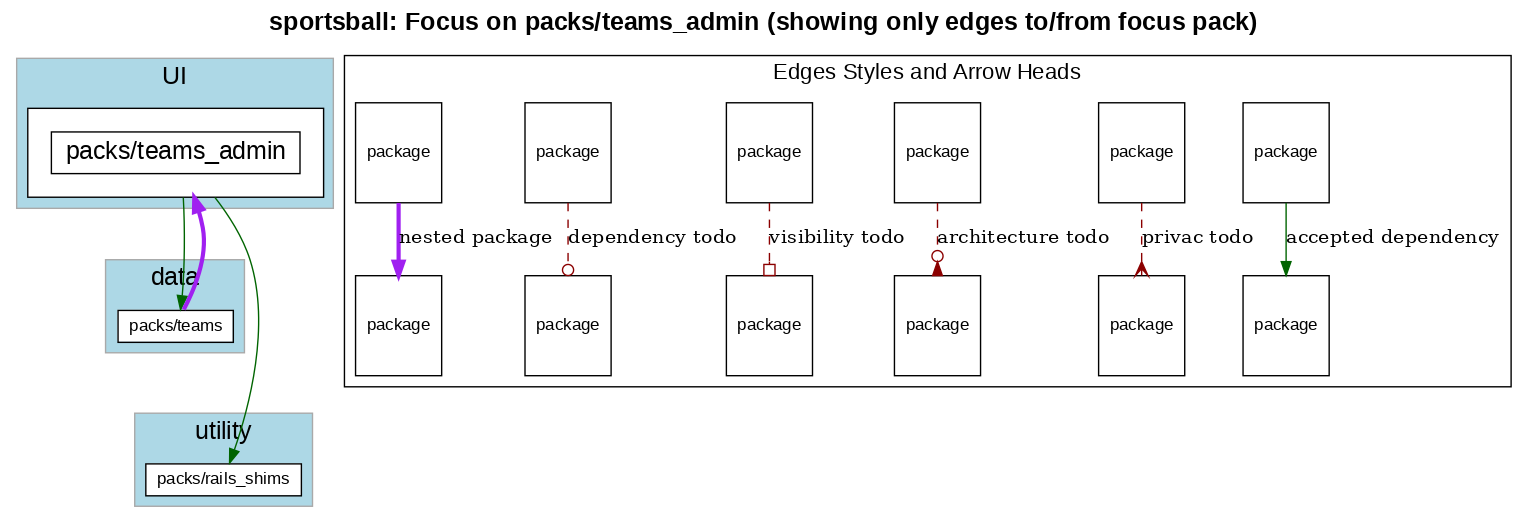 sportsball: Focus on packs/teams_admin (showing only edges to/from focus pack)
UI
packs/teams_admin
data
packs/teams
utility
packs/rails_shims
Edges Styles and Arrow Heads
package
package
package
package
package
package
nested package
dependency todo
visibility todo
architecture todo
privac todo
accepted dependency
package
package
package
package
package
package